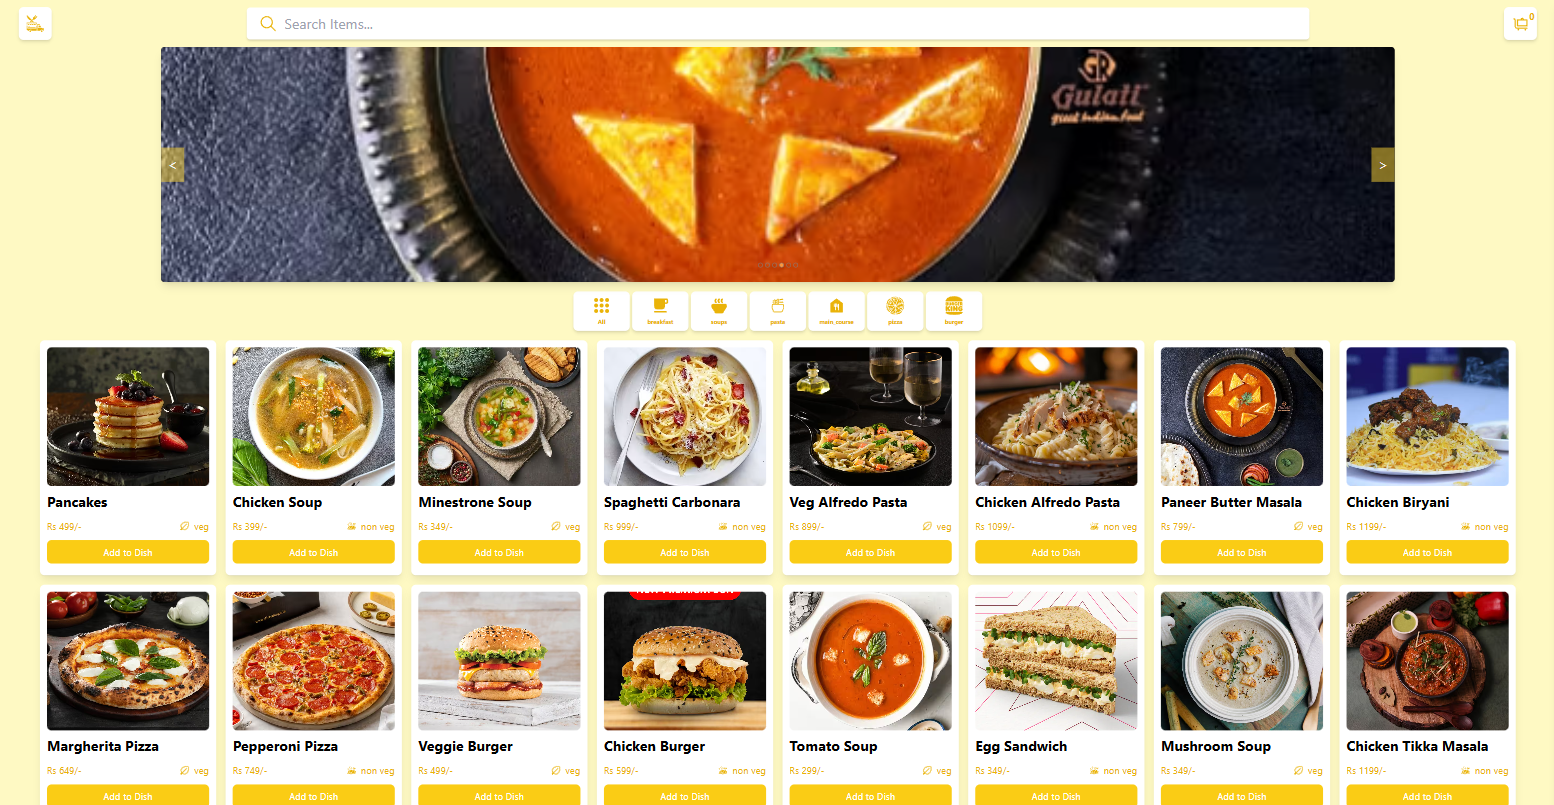 Search Items...
0
GR
Gulati
great indian food
<
>
All
breakfast
soups
pasta
main_course
pizza
burger
Pancakes
Rs 499/-
veg
Add to Dish
Chicken Soup
Rs 399/-
non veg
Add to Dish
Minestrone Soup
Rs 349/-
veg
Add to Dish
Spaghetti Carbonara
Rs 999/-
non veg
Add to Dish
Veg Alfredo Pasta
Rs 899/-
veg
Add to Dish
Chicken Alfredo Pasta
Rs 1099/-
non veg
Add to Dish
Paneer Butter Masala
Rs 799/-
veg
Add to Dish
Chicken Biryani
Rs 1199/-
non veg
Add to Dish
Margherita Pizza
Rs 649/-
veg
Add to Dish
Pepperoni Pizza
Rs 749/-
non veg
Add to Dish
Veggie Burger
Rs 499/-
veg
Add to Dish
Chicken Burger
Rs 599/-
non veg
Add to Dish
Tomato Soup
Rs 299/-
veg
Add to Dish
Egg Sandwich
Rs 349/-
non veg
Add to Dish
Mushroom Soup
Rs 349/-
veg
Add to Dish
Chicken Tikka Masala
Rs 1199/-
non veg
Add to Dish